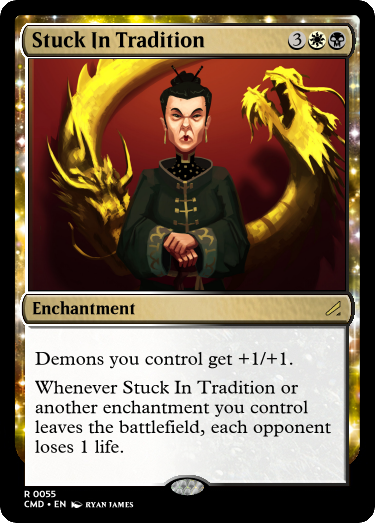 Stuck In Tradition 3
Enchantment
Demons you control get +1/+1.
Whenever Stuck In Tradition or
another enchantment you control
leaves the battlefield, each opponent
loses 1 life.
R 0055
CMD • EN RYAN JAMES